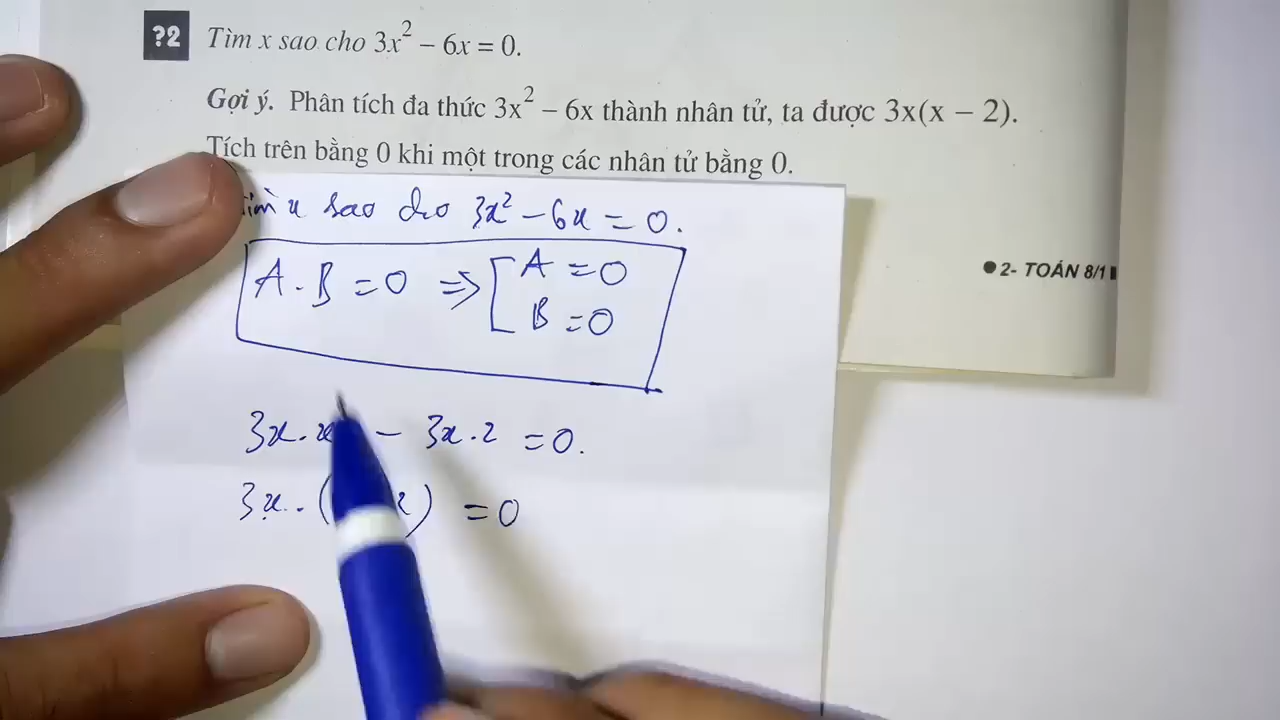 ?2 Tìm x sao cho 3x² – 6x = 0.
Gợi ý. Phân tích đa thức 3x² – 6x thành nhân tử, ta được 3x(x – 2).
Tích trên bằng 0 khi một trong các nhân tử bằng 0.
x sao cho 3x² – 6x = 0.
A . B = 0 => [ A = 0
B = 0
●2- TOÁN 8/1
3x . x – 3x . 2 = 0.
3x . ( ) = 0